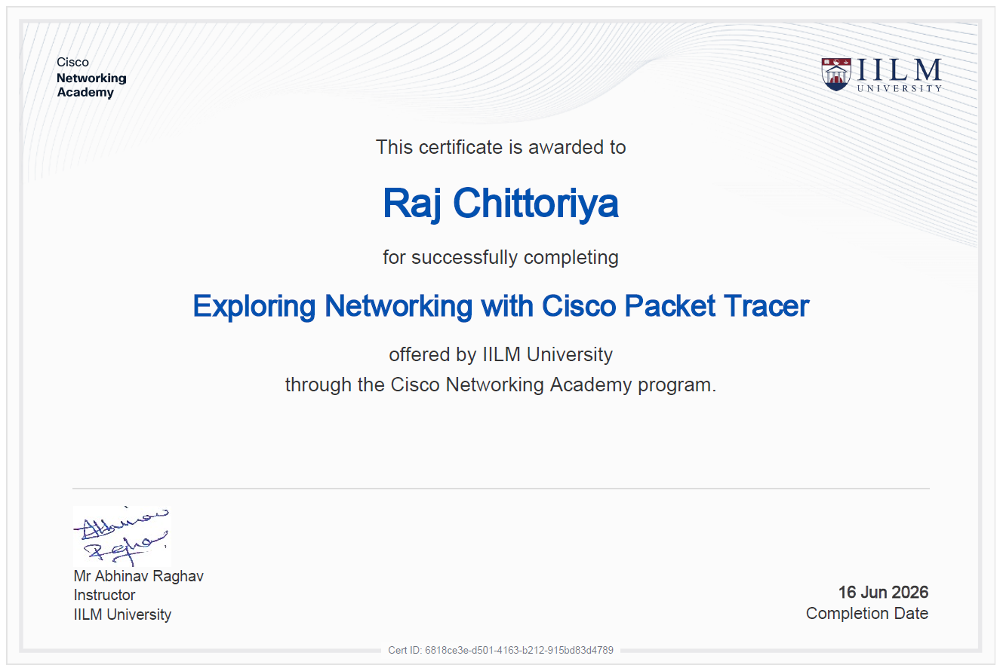 Cisco
Networking
Academy
IILM
UNIVERSITY
This certificate is awarded to
Raj Chittoriya
for successfully completing
Exploring Networking with Cisco Packet Tracer
offered by IILM University
through the Cisco Networking Academy program.
Abhinav
Raghav
Mr Abhinav Raghav
Instructor
IILM University
16 Jun 2026
Completion Date
Cert ID: 6818ce3e-d501-4163-b212-915bd83d4789